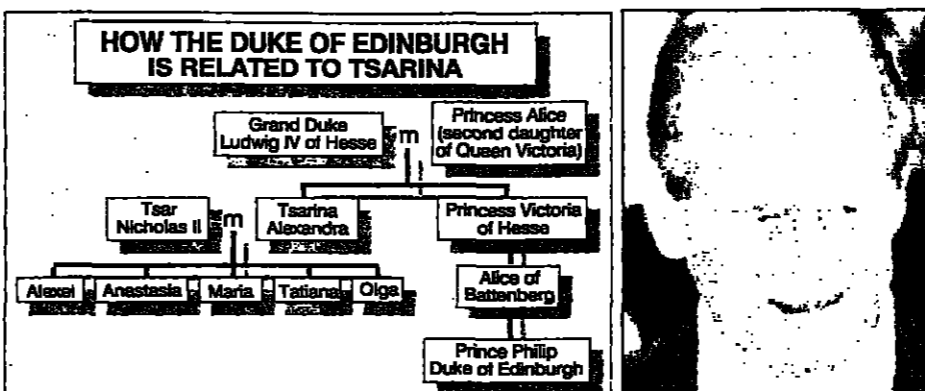 HOW THE DUKE OF EDINBURGH
IS RELATED TO TSARINA
Grand Duke
Ludwig IV of Hesse
m
Princess Alice
(second daughter
of Queen Victoria)
Tsar
Nicholas II
m
Tsarina
Alexandra
Princess Victoria
of Hesse
Alexei
Anastasia
Maria
Tatiana
Olga
Alice of
Battenberg
Prince Philip
Duke of Edinburgh